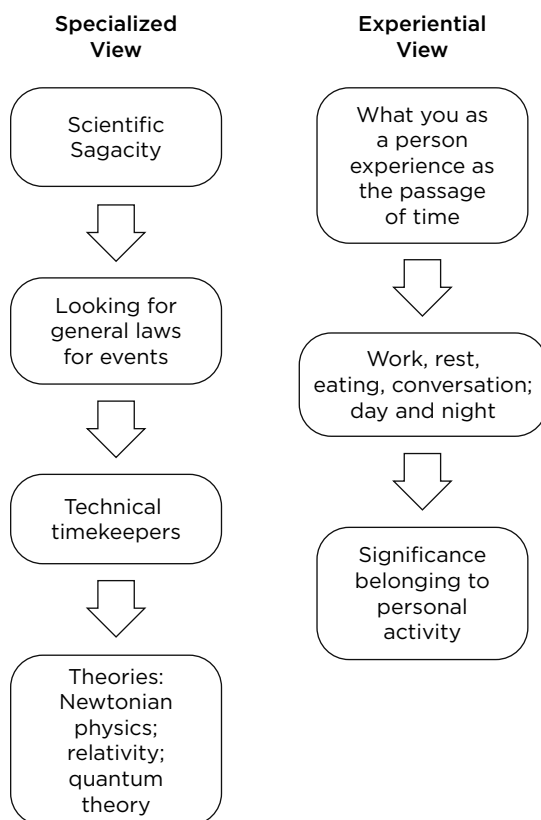 Specialized
View
Scientific
Sagacity
Looking for
general laws
for events
Technical
timekeepers
Theories:
Newtonian
physics;
relativity;
quantum
theory
Experiential
View
What you as
a person
experience as
the passage
of time
Work, rest,
eating, conversation;
day and night
Significance
belonging to
personal
activity